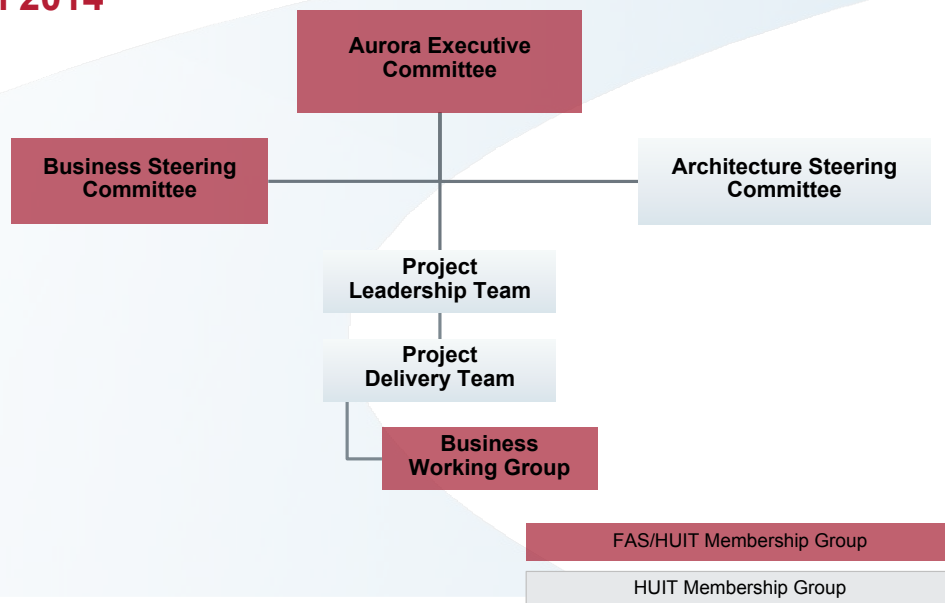 2014
Aurora Executive
Committee
Business Steering
Committee
Architecture Steering
Committee
Project
Leadership Team
Project
Delivery Team
Business
Working Group
FAS/HUIT Membership Group
HUIT Membership Group